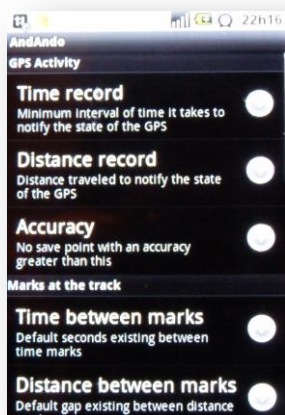 22h16
AndAndo
GPS Activity
Time record
Minimum interval of time it takes to
notify the state of the GPS
Distance record
Distance traveled to notify the state
of the GPS
Accuracy
No save point with an accuracy
greater than this
Marks at the track
Time between marks
Default seconds existing between
time marks
Distance between marks
Default gap existing between distance